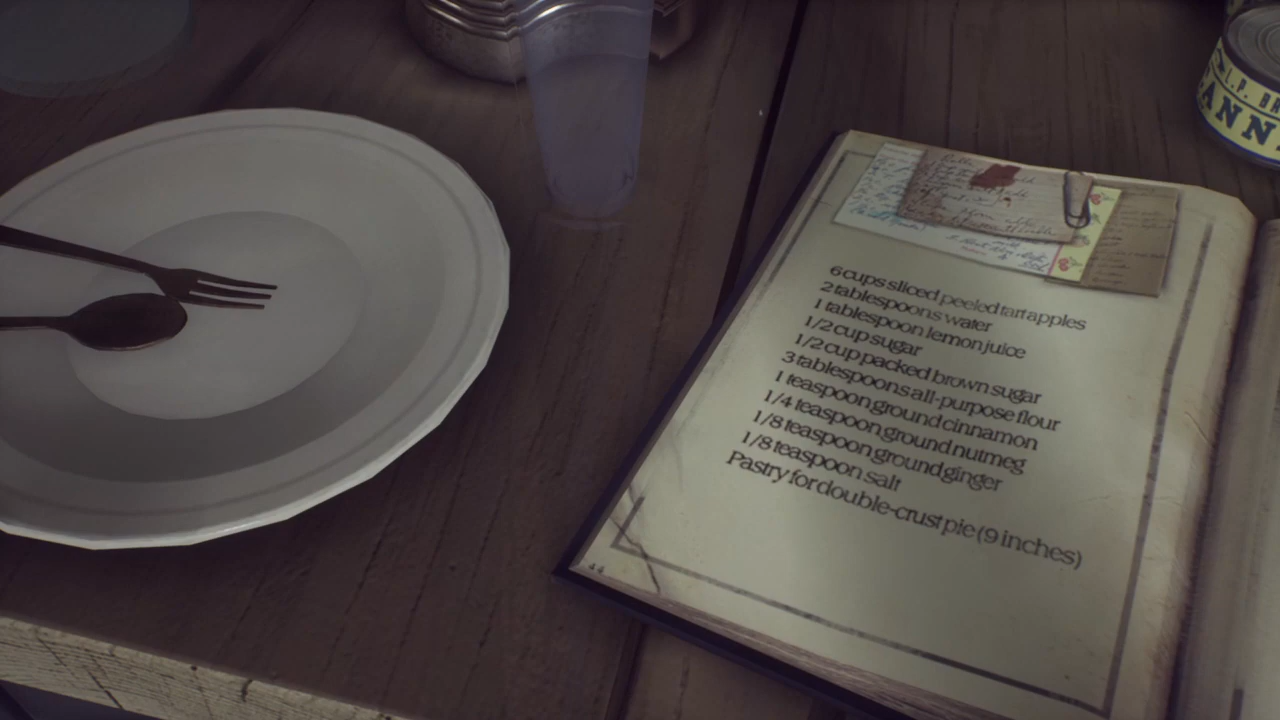 6 cups sliced peeled tart apples
2 tablespoons water
1 tablespoon lemon juice
1/2 cup sugar
1/2 cup packed brown sugar
3 tablespoons all-purpose flour
1 teaspoon ground cinnamon
1/4 teaspoon ground nutmeg
1/8 teaspoon ground ginger
1/8 teaspoon salt
Pastry for double-crust pie (9 inches)
44